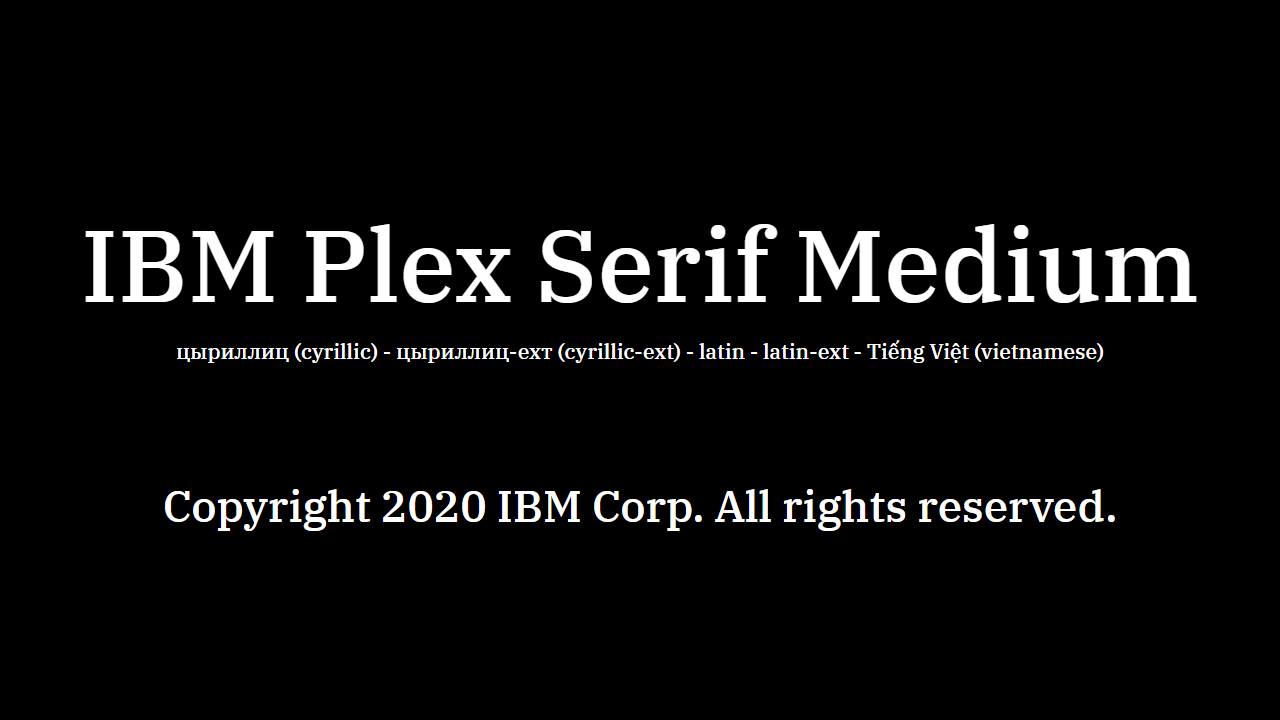 IBM Plex Serif Medium
цыриллиц (cyrillic) - цыриллиц-ехт (cyrillic-ext) - latin - latin-ext - Tiếng Việt (vietnamese)
Copyright 2020 IBM Corp. All rights reserved.